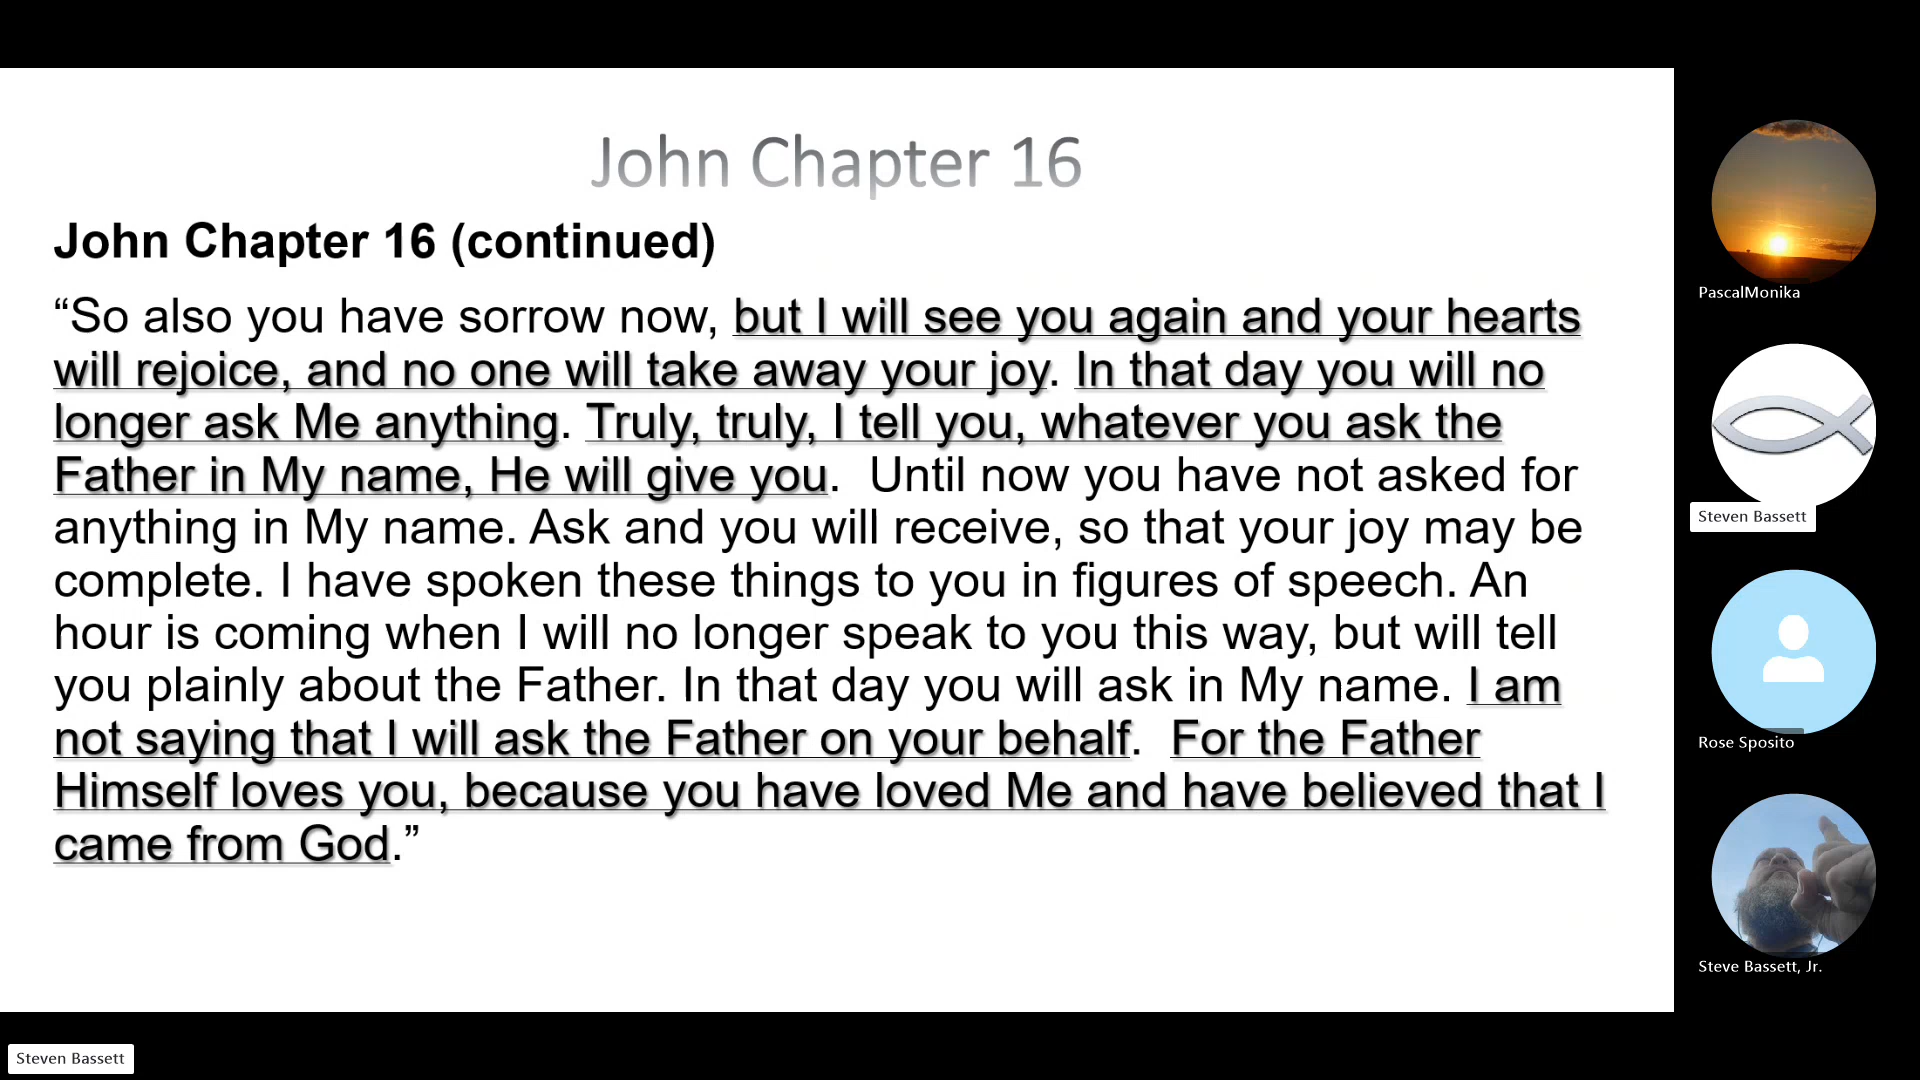 John Chapter 16
John Chapter 16 (continued)
“So also you have sorrow now, but I will see you again and your hearts
will rejoice, and no one will take away your joy. In that day you will no
longer ask Me anything. Truly, truly, I tell you, whatever you ask the
Father in My name, He will give you.  Until now you have not asked for
anything in My name. Ask and you will receive, so that your joy may be
complete. I have spoken these things to you in figures of speech. An
hour is coming when I will no longer speak to you this way, but will tell
you plainly about the Father. In that day you will ask in My name. I am
not saying that I will ask the Father on your behalf.  For the Father
Himself loves you, because you have loved Me and have believed that I
came from God.”
PascalMonika
Steven Bassett
Rose Sposito
Steve Bassett, Jr.
Steven Bassett